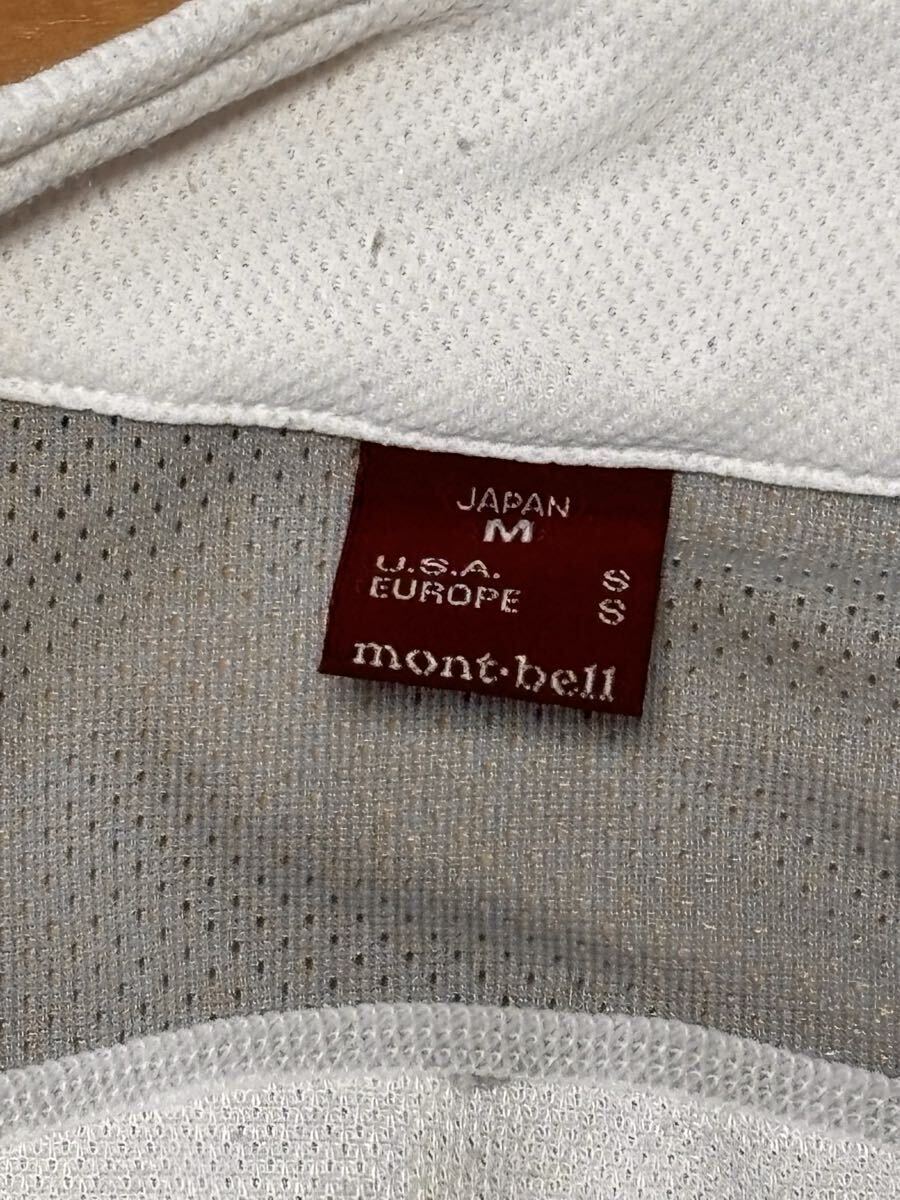 JAPAN
M
U.S.A. S
EUROPE S
mont·bell